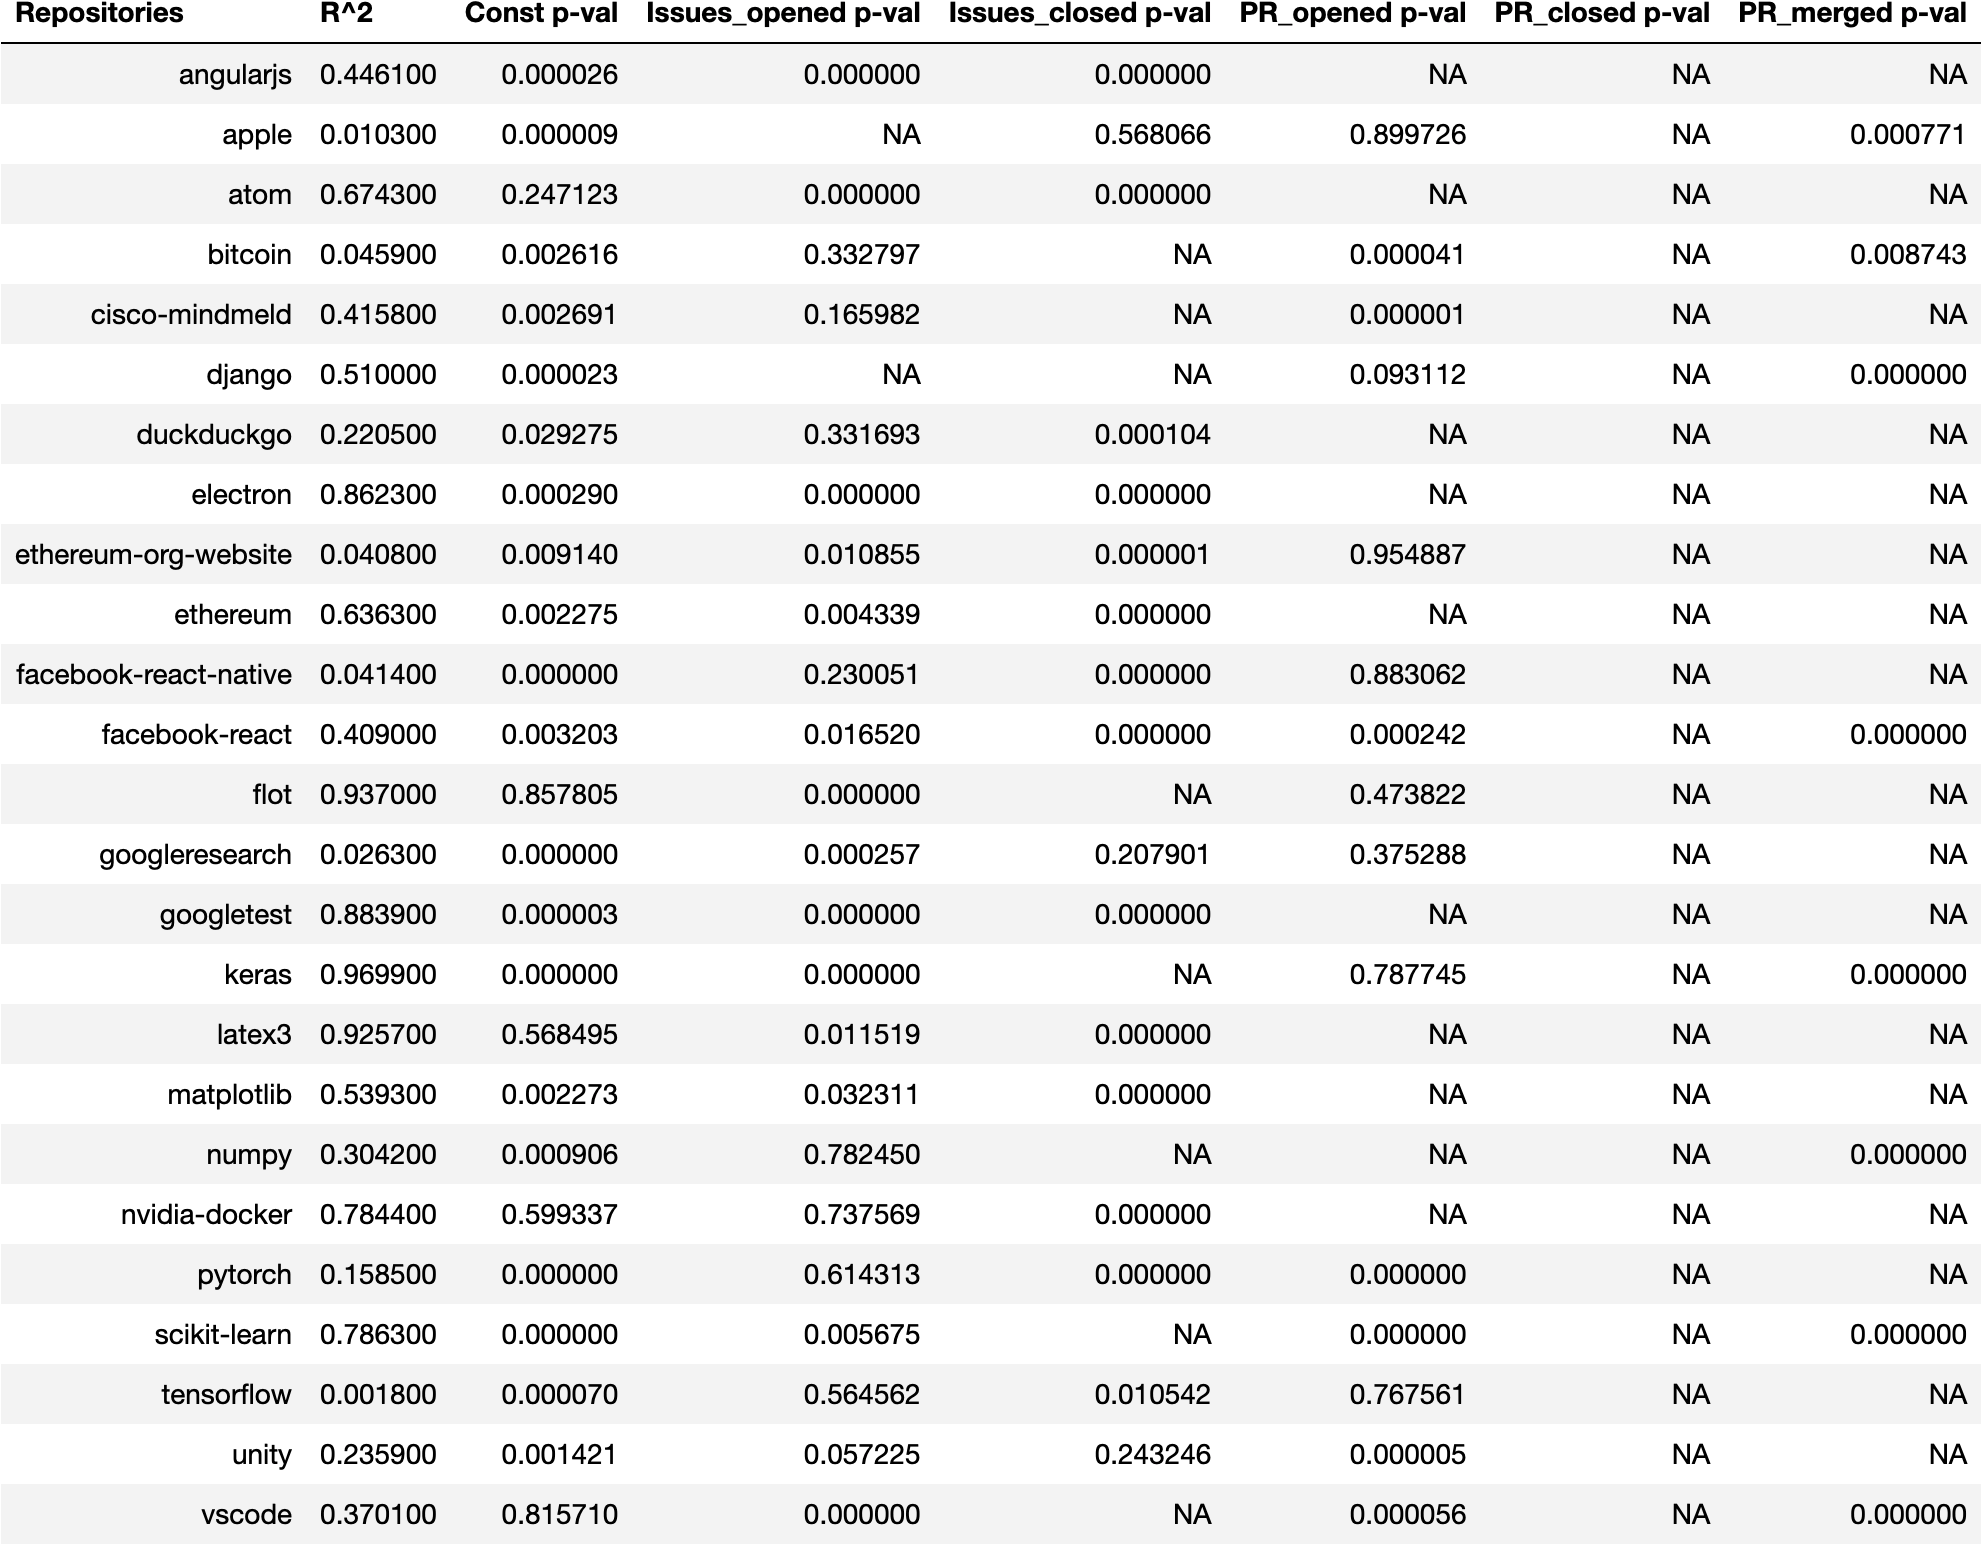 Repositories R^2 Const p-val Issues_opened p-val Issues_closed p-val PR_opened p-val PR_closed p-val PR_merged p-val
angularjs 0.446100 0.000026 0.000000 0.000000 NA NA NA
apple 0.010300 0.000009 NA 0.568066 0.899726 NA 0.000771
atom 0.674300 0.247123 0.000000 0.000000 NA NA NA
bitcoin 0.045900 0.002616 0.332797 NA 0.000041 NA 0.008743
cisco-mindmeld 0.415800 0.002691 0.165982 NA 0.000001 NA NA
django 0.510000 0.000023 NA NA 0.093112 NA 0.000000
duckduckgo 0.220500 0.029275 0.331693 0.000104 NA NA NA
electron 0.862300 0.000290 0.000000 0.000000 NA NA NA
ethereum-org-website 0.040800 0.009140 0.010855 0.000001 0.954887 NA NA
ethereum 0.636300 0.002275 0.004339 0.000000 NA NA NA
facebook-react-native 0.041400 0.000000 0.230051 0.000000 0.883062 NA NA
facebook-react 0.409000 0.003203 0.016520 0.000000 0.000242 NA 0.000000
flot 0.937000 0.857805 0.000000 NA 0.473822 NA NA
googleresearch 0.026300 0.000000 0.000257 0.207901 0.375288 NA NA
googletest 0.883900 0.000003 0.000000 0.000000 NA NA NA
keras 0.969900 0.000000 0.000000 NA 0.787745 NA 0.000000
latex3 0.925700 0.568495 0.011519 0.000000 NA NA NA
matplotlib 0.539300 0.002273 0.032311 0.000000 NA NA NA
numpy 0.304200 0.000906 0.782450 NA NA NA 0.000000
nvidia-docker 0.784400 0.599337 0.737569 0.000000 NA NA NA
pytorch 0.158500 0.000000 0.614313 0.000000 0.000000 NA NA
scikit-learn 0.786300 0.000000 0.005675 NA 0.000000 NA 0.000000
tensorflow 0.001800 0.000070 0.564562 0.010542 0.767561 NA NA
unity 0.235900 0.001421 0.057225 0.243246 0.000005 NA NA
vscode 0.370100 0.815710 0.000000 NA 0.000056 NA 0.000000